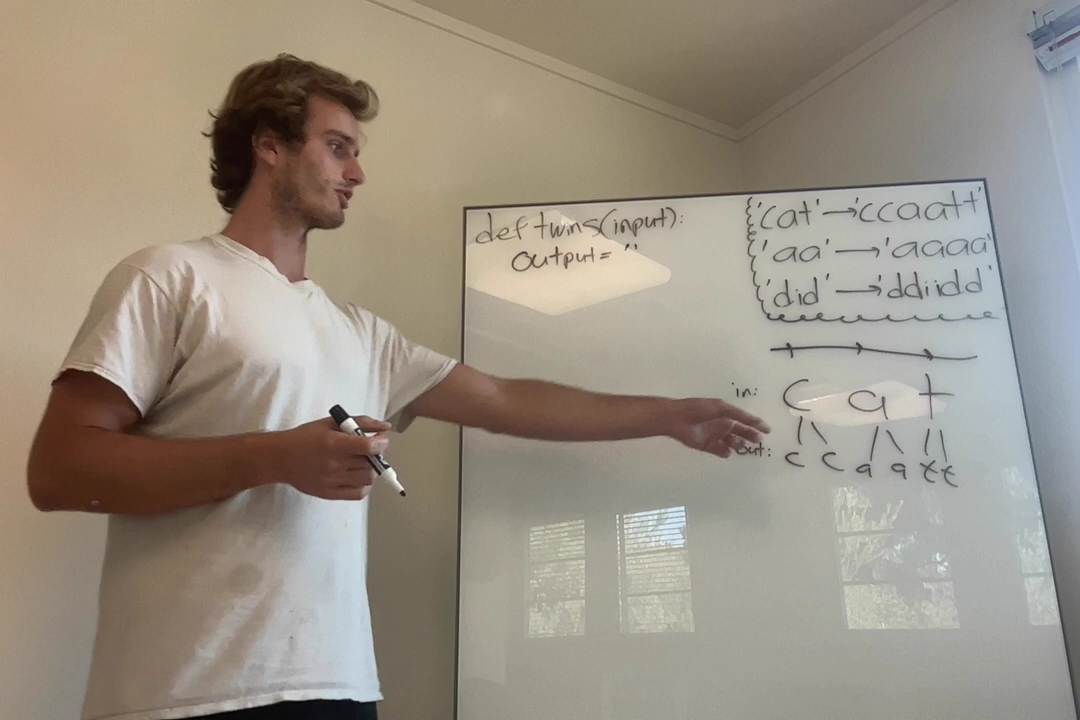 def twins(input):
output = ''
'cat' → 'ccaatt'
'aa' → 'aaaa'
'did' → 'ddiidd'
in: c a t
out: c c a a t t